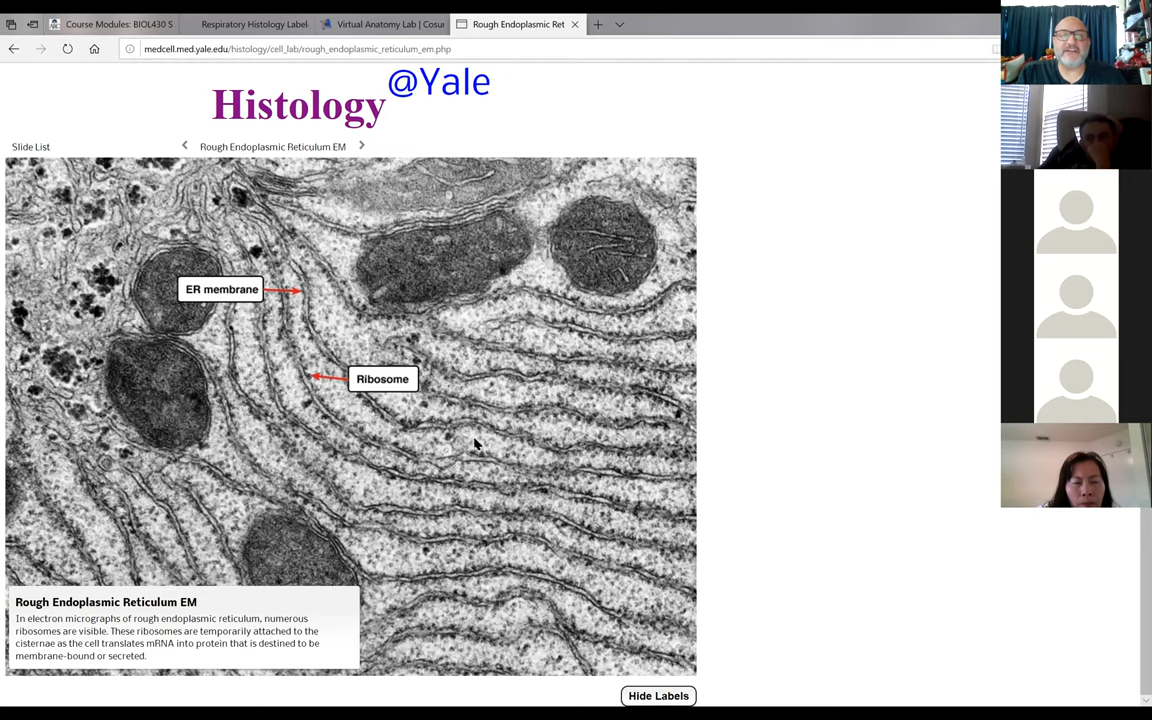 Course Modules: BIOL430 S
Respiratory Histology Label
Virtual Anatomy Lab | Cosur
Rough Endoplasmic Ret
medcell.med.yale.edu/histology/cell_lab/rough_endoplasmic_reticulum_em.php
Histology@Yale
Slide List
Rough Endoplasmic Reticulum EM
ER membrane
Ribosome
Rough Endoplasmic Reticulum EM
In electron micrographs of rough endoplasmic reticulum, numerous
ribosomes are visible. These ribosomes are temporarily attached to the
cisternae as the cell translates mRNA into protein that is destined to be
membrane-bound or secreted.
Hide Labels